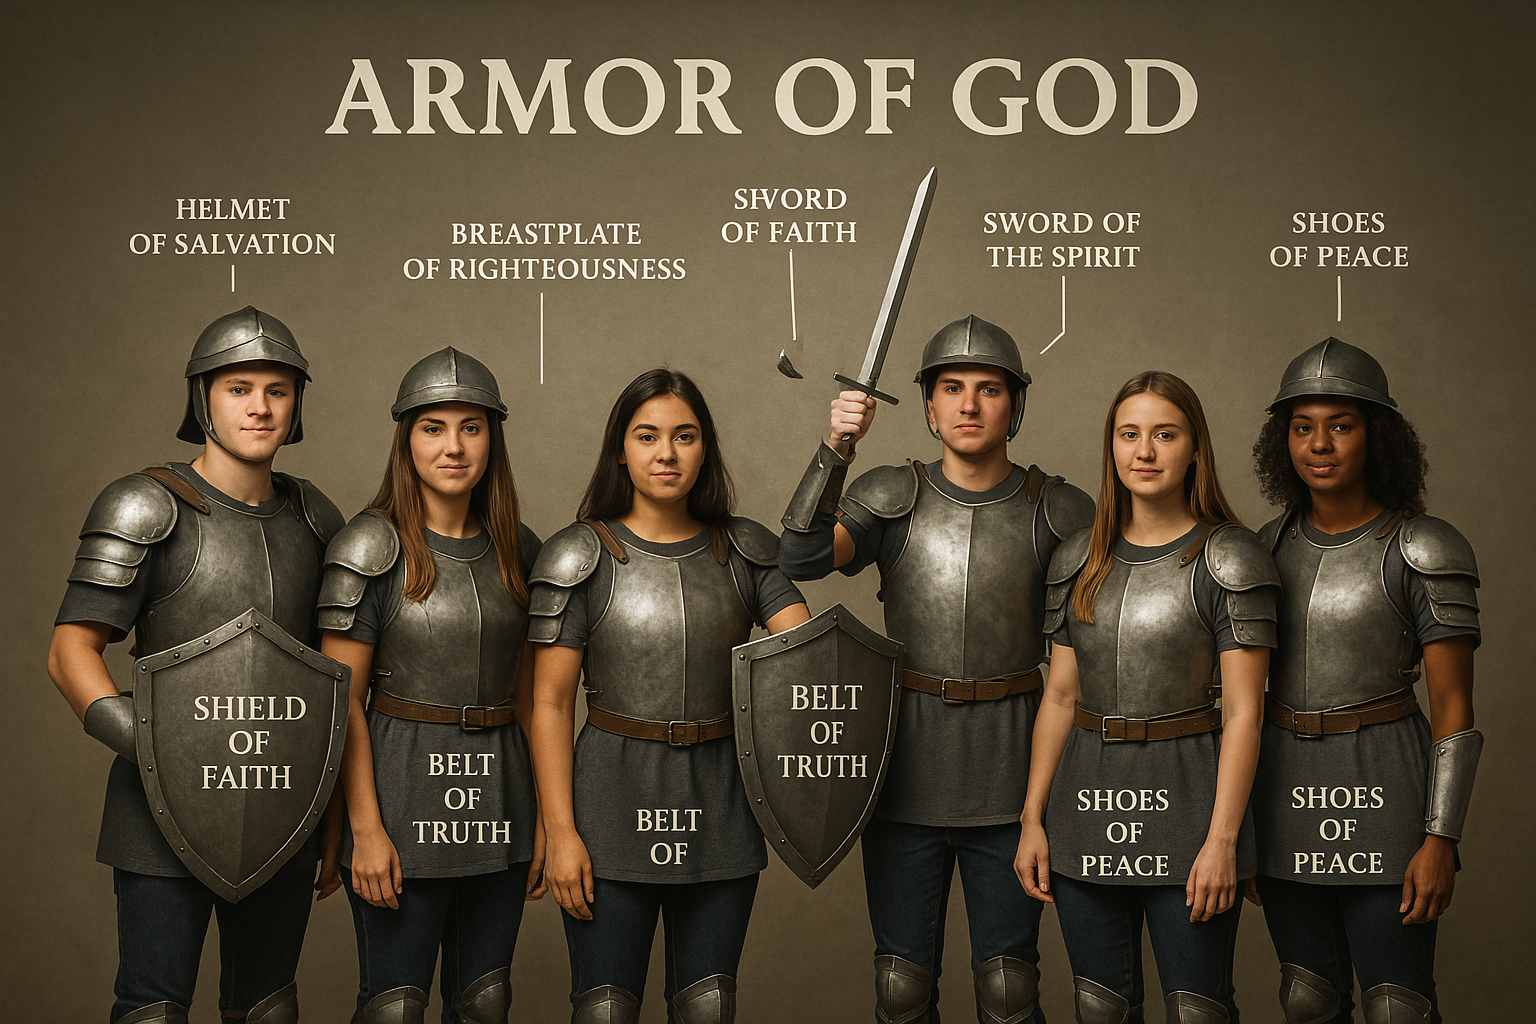 ARMOR OF GOD
HELMET
OF SALVATION
BREASTPLATE
OF RIGHTEOUSNESS
SIVORD
OF FAITH
SWORD OF
THE SPIRIT
SHOES
OF PEACE
SHIELD
OF
FAITH
BELT
OF
TRUTH
BELT
OF
BELT
OF
TRUTH
SHOES
OF
PEACE
SHOES
OF
PEACE